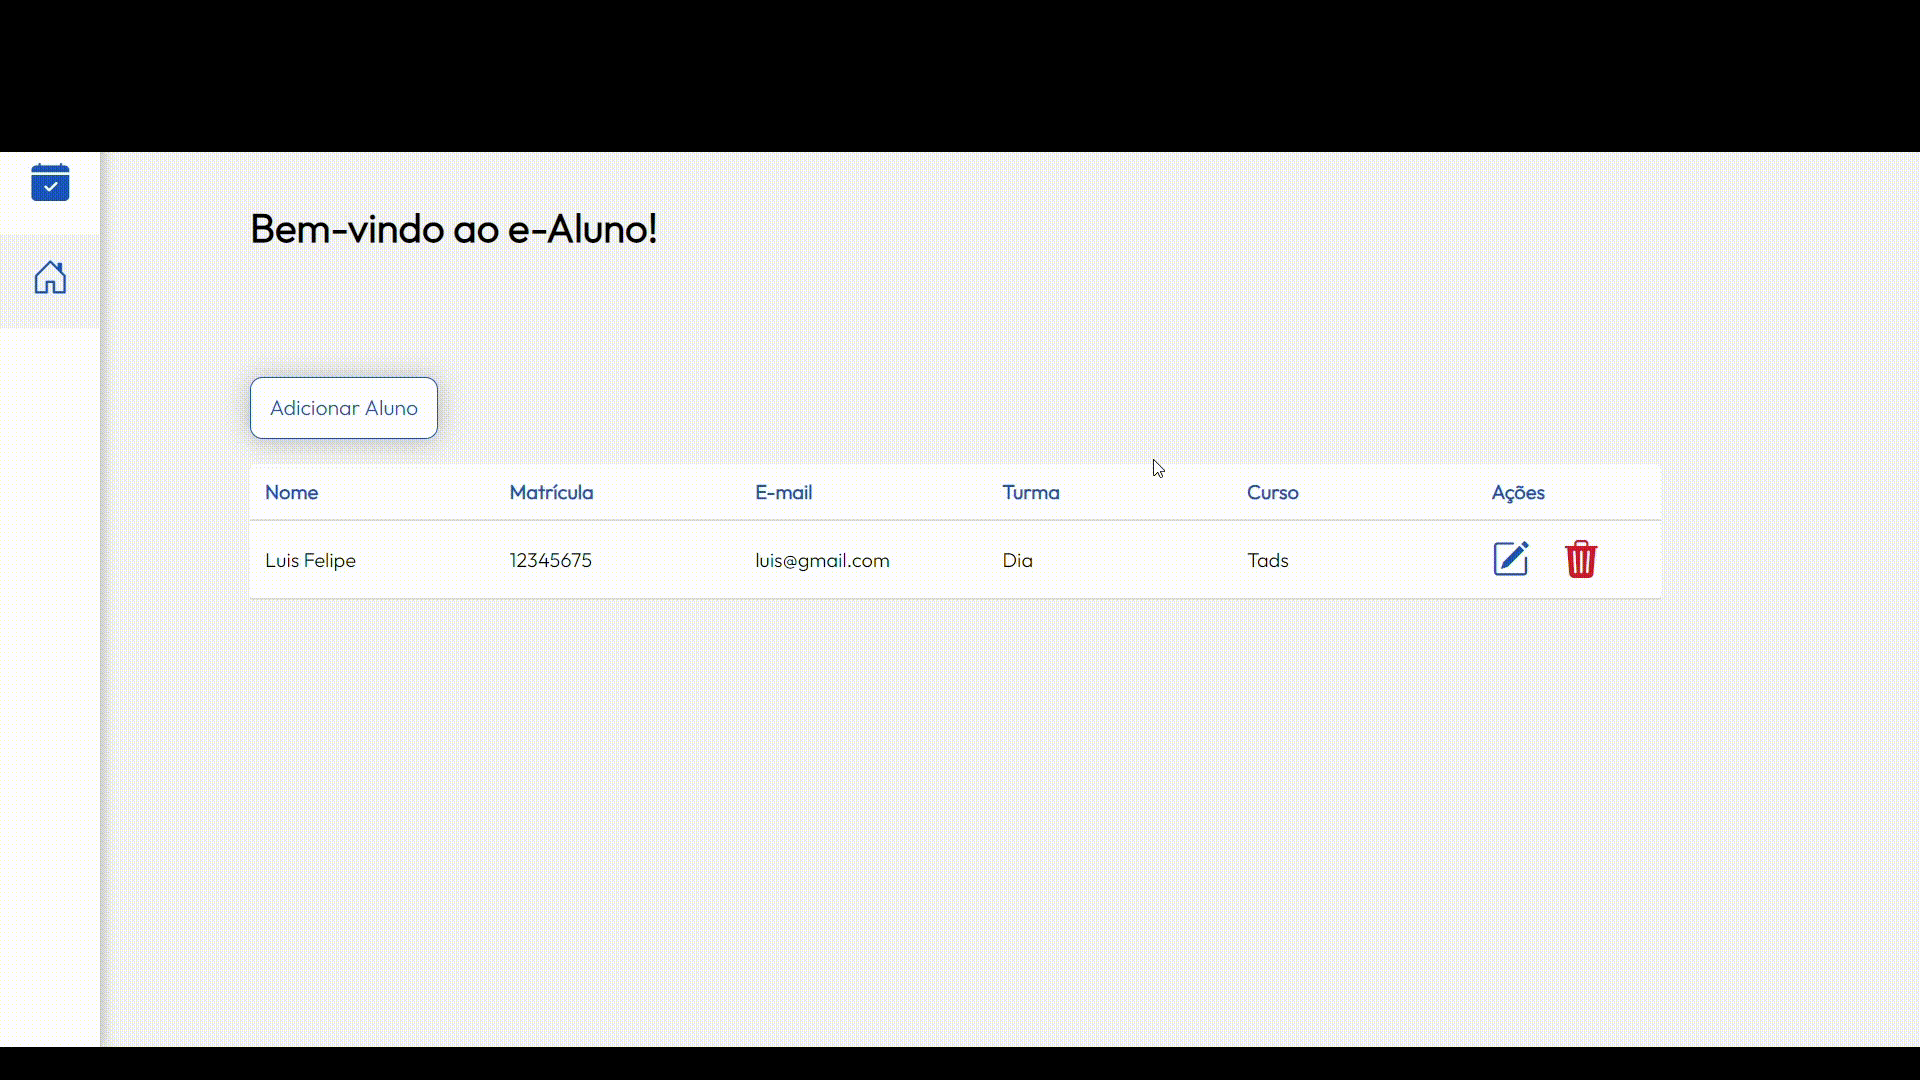 Bem-vindo ao e-Aluno!
Adicionar Aluno
Nome Matrícula E-mail Turma Curso Ações
Luis Felipe 12345675 luis@gmail.com Dia Tads